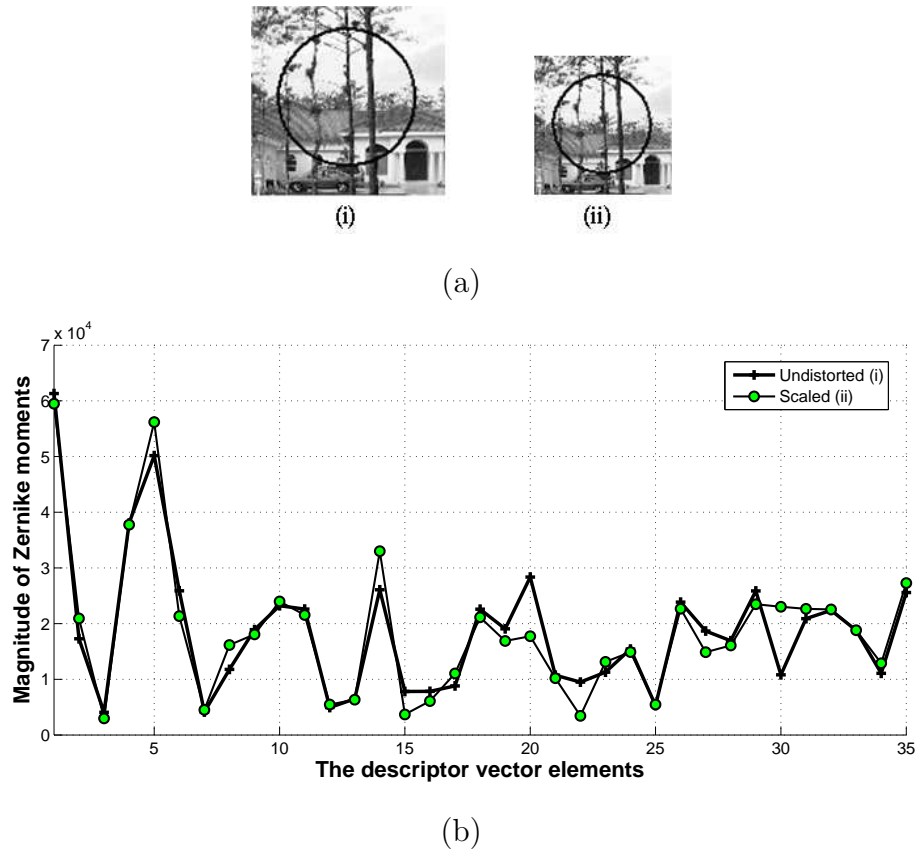 (i)
(ii)
(a)
x 10^4
7
6
5
4
3
2
1
0
Magnitude of Zernike moments
Undistorted (i)
Scaled (ii)
5 10 15 20 25 30 35
The descriptor vector elements
(b)